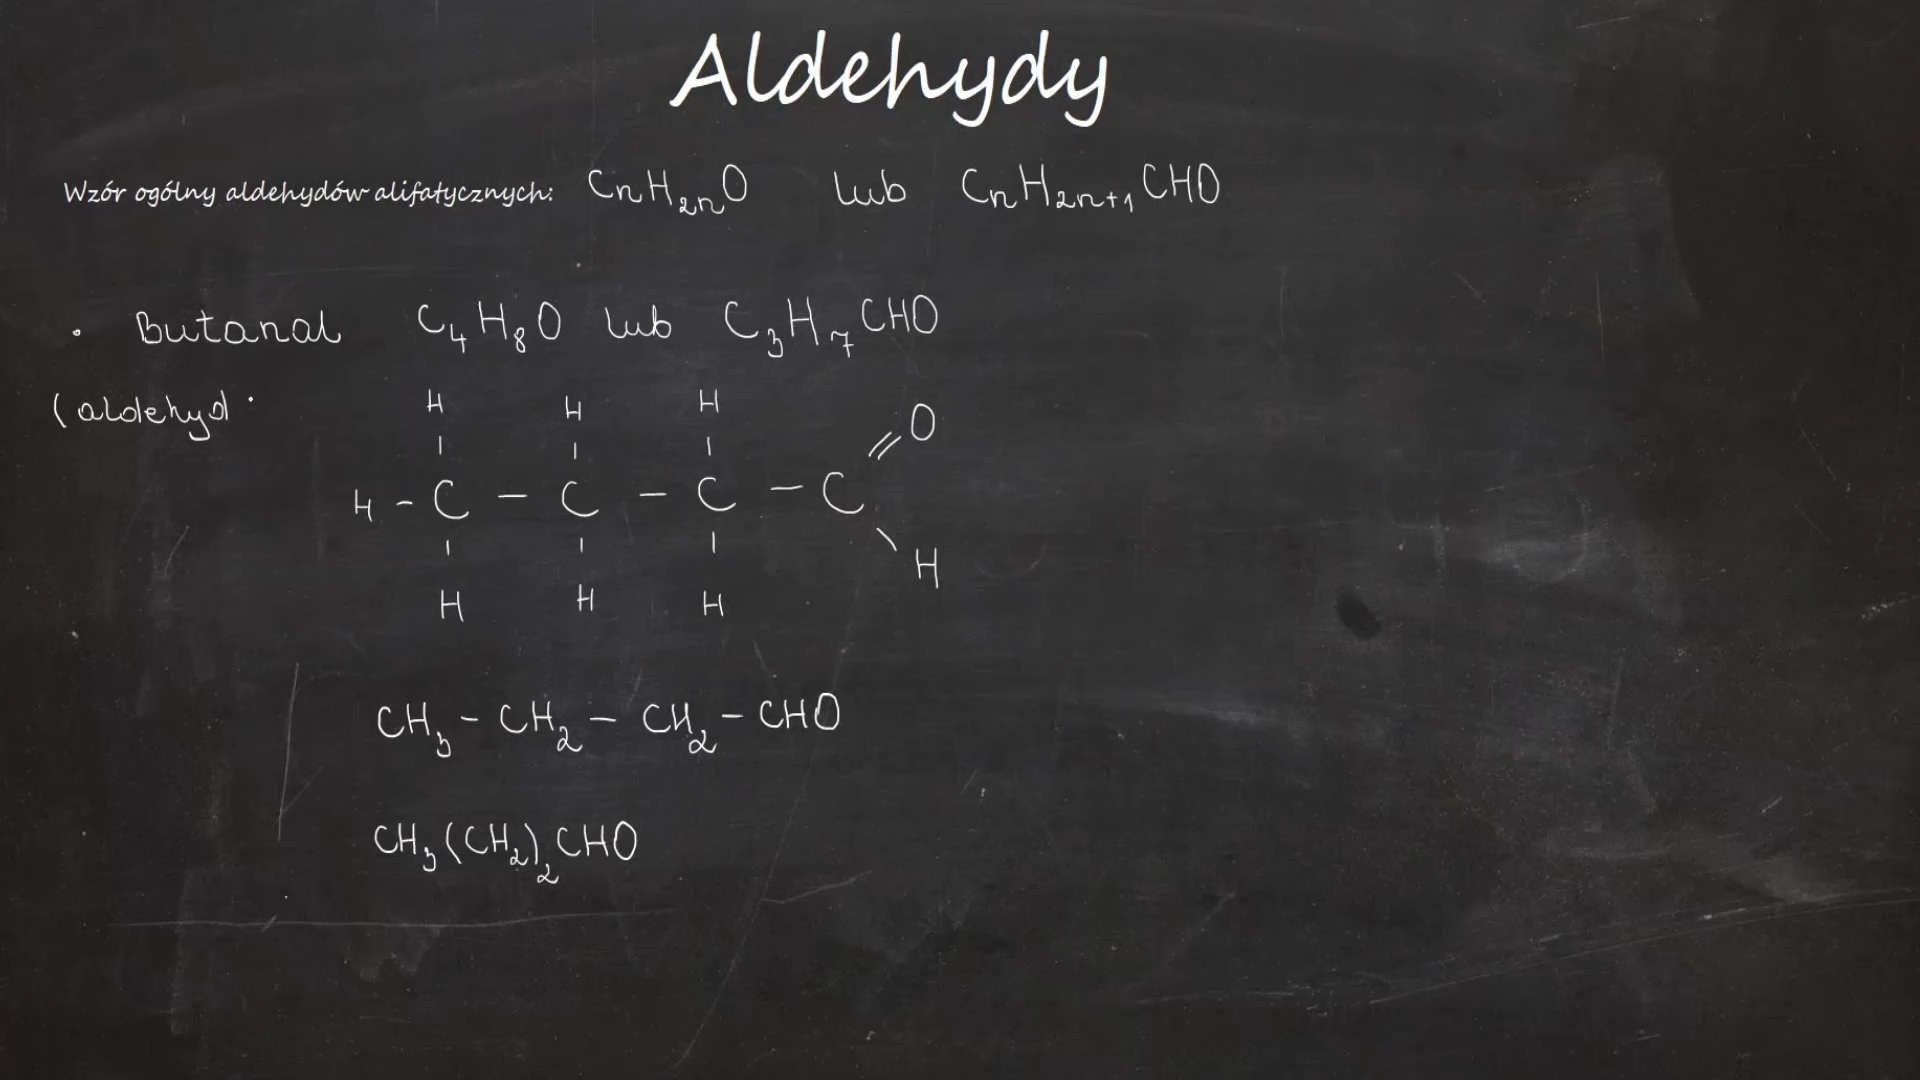 Aldehydy
Wzór ogólny aldehydów alifatycznych: CnH₂ₙO lub CnH₂ₙ₊₁CHO
• Butanal C₄H₈O lub C₃H₇CHO
(aldehyd
H H H O
H - C - C - C - C
H H H H
CH₃ - CH₂ - CH₂ - CHO
CH₃(CH₂)₂CHO